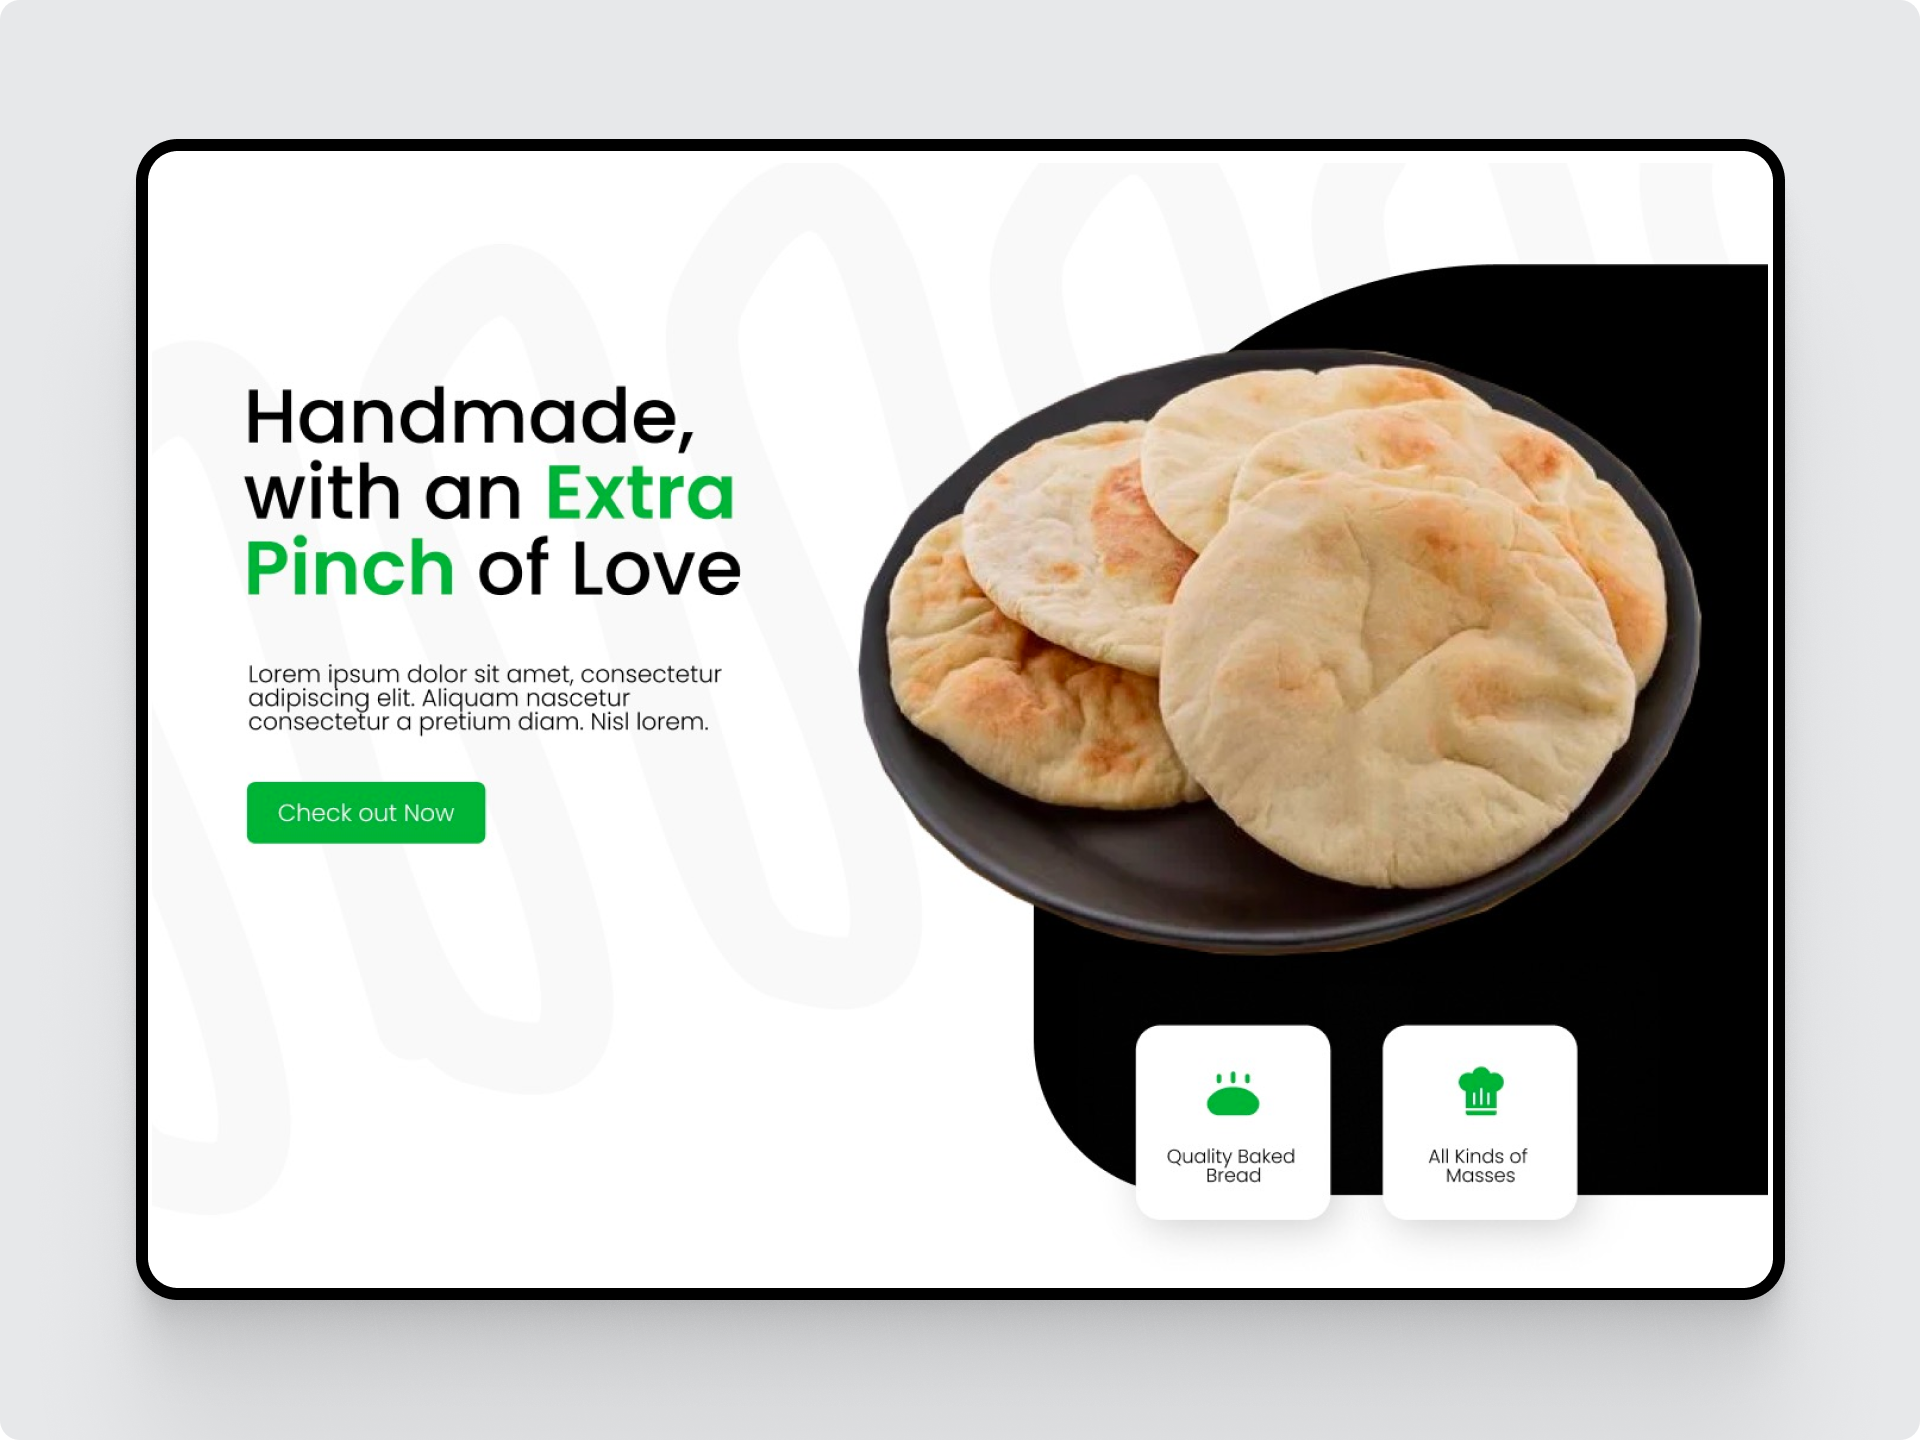 Handmade,
with an Extra
Pinch of Love
Lorem ipsum dolor sit amet, consectetur
adipiscing elit. Aliquam nascetur
consectetur a pretium diam. Nisl lorem.
Check out Now
Quality Baked
Bread
All Kinds of
Masses